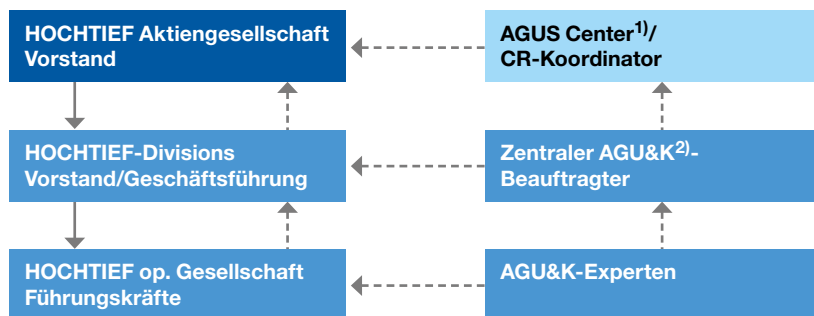 HOCHTIEF Aktiengesellschaft
Vorstand
AGUS Center1)/
CR-Koordinator
HOCHTIEF-Divisions
Vorstand/Geschäftsführung
Zentraler AGU&K2)-
Beauftragter
HOCHTIEF op. Gesellschaft
Führungskräfte
AGU&K-Experten